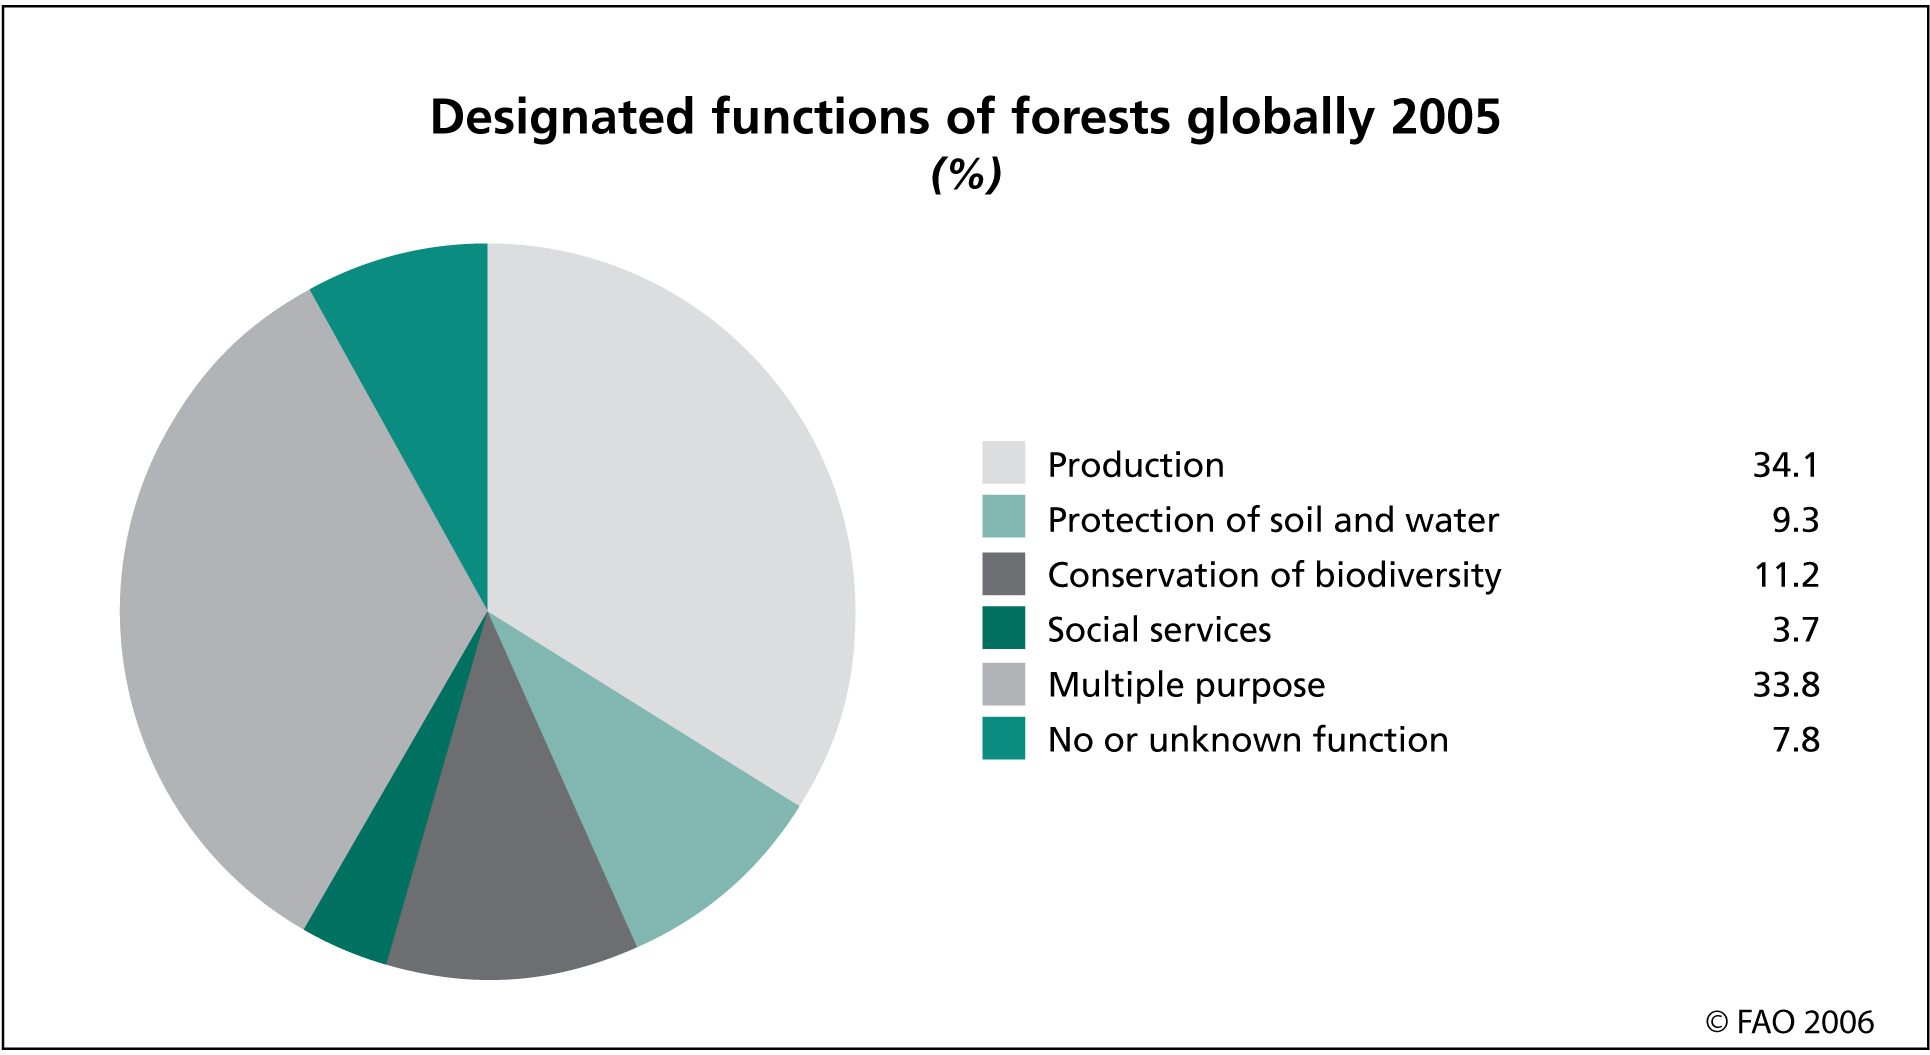 Designated functions of forests globally 2005
(%)
Production 34.1
Protection of soil and water 9.3
Conservation of biodiversity 11.2
Social services 3.7
Multiple purpose 33.8
No or unknown function 7.8
© FAO 2006